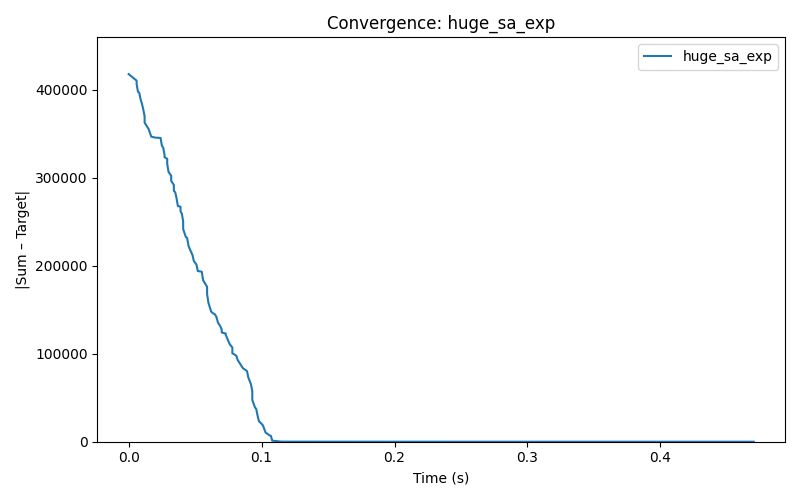 Convergence: huge_sa_exp
huge_sa_exp
400000
300000
200000
100000
0
|Sum – Target|
0.0 0.1 0.2 0.3 0.4
Time (s)